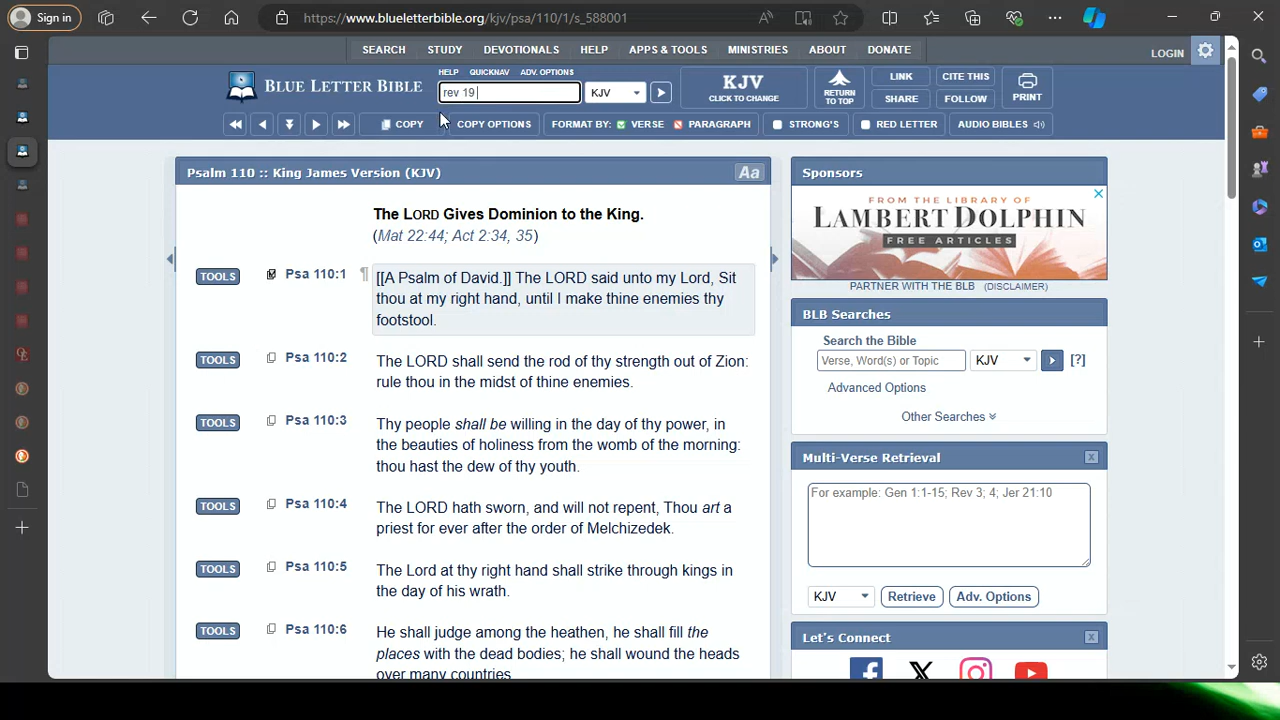 Sign in
https://www.blueletterbible.org/kjv/psa/110/1/s_588001
SEARCH STUDY DEVOTIONALS HELP APPS & TOOLS MINISTRIES ABOUT DONATE
LOGIN
BLUE LETTER BIBLE
HELP QUICKNAV ADV. OPTIONS
rev 19
KJV
KJV
CLICK TO CHANGE
RETURN
TO TOP
LINK
CITE THIS
SHARE
FOLLOW
PRINT
COPY
COPY OPTIONS
FORMAT BY: VERSE PARAGRAPH
STRONG'S
RED LETTER
AUDIO BIBLES
Psalm 110 :: King James Version (KJV)
Aa
The LORD Gives Dominion to the King.
(Mat 22:44; Act 2:34, 35)
TOOLS
Psa 110:1
¶
[[A Psalm of David.]] The LORD said unto my Lord, Sit
thou at my right hand, until I make thine enemies thy
footstool.
TOOLS
Psa 110:2
The LORD shall send the rod of thy strength out of Zion:
rule thou in the midst of thine enemies.
TOOLS
Psa 110:3
Thy people shall be willing in the day of thy power, in
the beauties of holiness from the womb of the morning:
thou hast the dew of thy youth.
TOOLS
Psa 110:4
The LORD hath sworn, and will not repent, Thou art a
priest for ever after the order of Melchizedek.
TOOLS
Psa 110:5
The Lord at thy right hand shall strike through kings in
the day of his wrath.
TOOLS
Psa 110:6
He shall judge among the heathen, he shall fill the
places with the dead bodies; he shall wound the heads
over many countries.
Sponsors
FROM THE LIBRARY OF
LAMBERT DOLPHIN
FREE ARTICLES
PARTNER WITH THE BLB (DISCLAIMER)
BLB Searches
Search the Bible
Verse, Word(s) or Topic
KJV
[?]
Advanced Options
Other Searches
Multi-Verse Retrieval
x
For example: Gen 1:1-15; Rev 3; 4; Jer 21:10
KJV
Retrieve
Adv. Options
Let's Connect
x